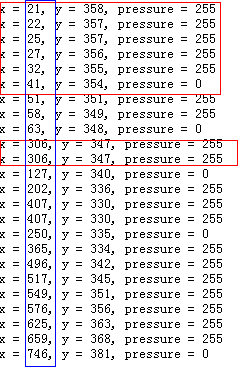 x = 21, y = 358, pressure = 255
x = 22, y = 357, pressure = 255
x = 25, y = 357, pressure = 255
x = 27, y = 356, pressure = 255
x = 32, y = 355, pressure = 255
x = 41, y = 354, pressure = 0
x = 51, y = 351, pressure = 255
x = 58, y = 349, pressure = 255
x = 63, y = 348, pressure = 0
x = 306, y = 347, pressure = 255
x = 306, y = 347, pressure = 255
x = 127, y = 340, pressure = 0
x = 202, y = 336, pressure = 255
x = 407, y = 330, pressure = 255
x = 407, y = 330, pressure = 255
x = 250, y = 335, pressure = 0
x = 365, y = 334, pressure = 255
x = 496, y = 342, pressure = 255
x = 517, y = 345, pressure = 255
x = 549, y = 351, pressure = 255
x = 576, y = 356, pressure = 255
x = 625, y = 363, pressure = 255
x = 659, y = 368, pressure = 255
x = 746, y = 381, pressure = 0